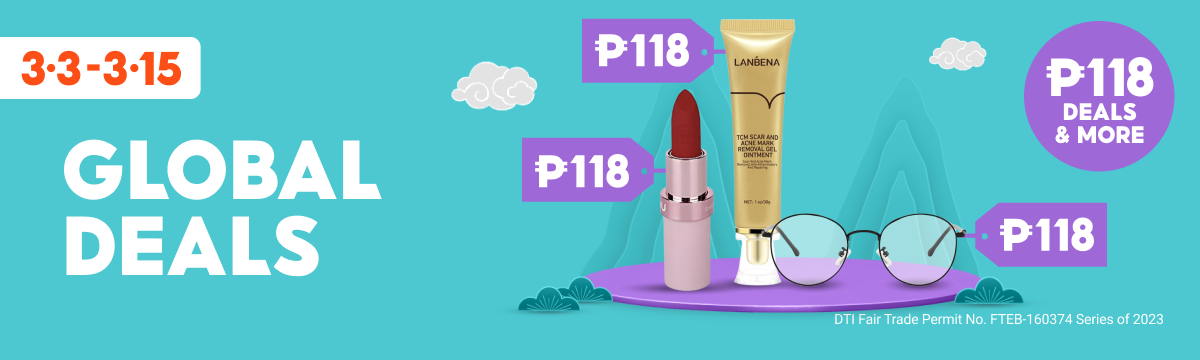 3·3-3·15
GLOBAL
DEALS
₱118
₱118
₱118
₱118
DEALS
& MORE
LANBENA
TCM SCAR AND
ACNE MARK
REMOVAL GEL
OINTMENT
DTI Fair Trade Permit No. FTEB-160374 Series of 2023